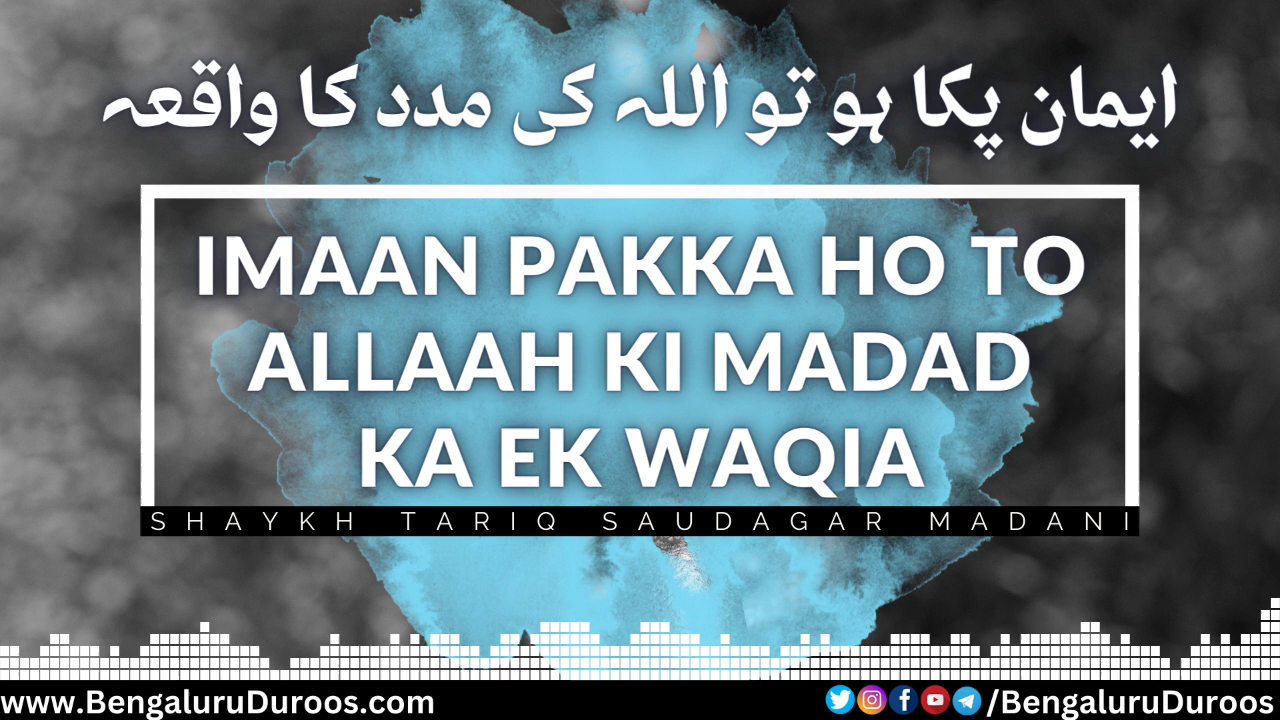 ایمان پکا ہو تو اللہ کی مدد کا واقعہ
IMAAN PAKKA HO TO
ALLAAH KI MADAD
KA EK WAQIA
SHAYKH TARIQ SAUDAGAR MADANI
www.BengaluruDuroos.com
/BengaluruDuroos